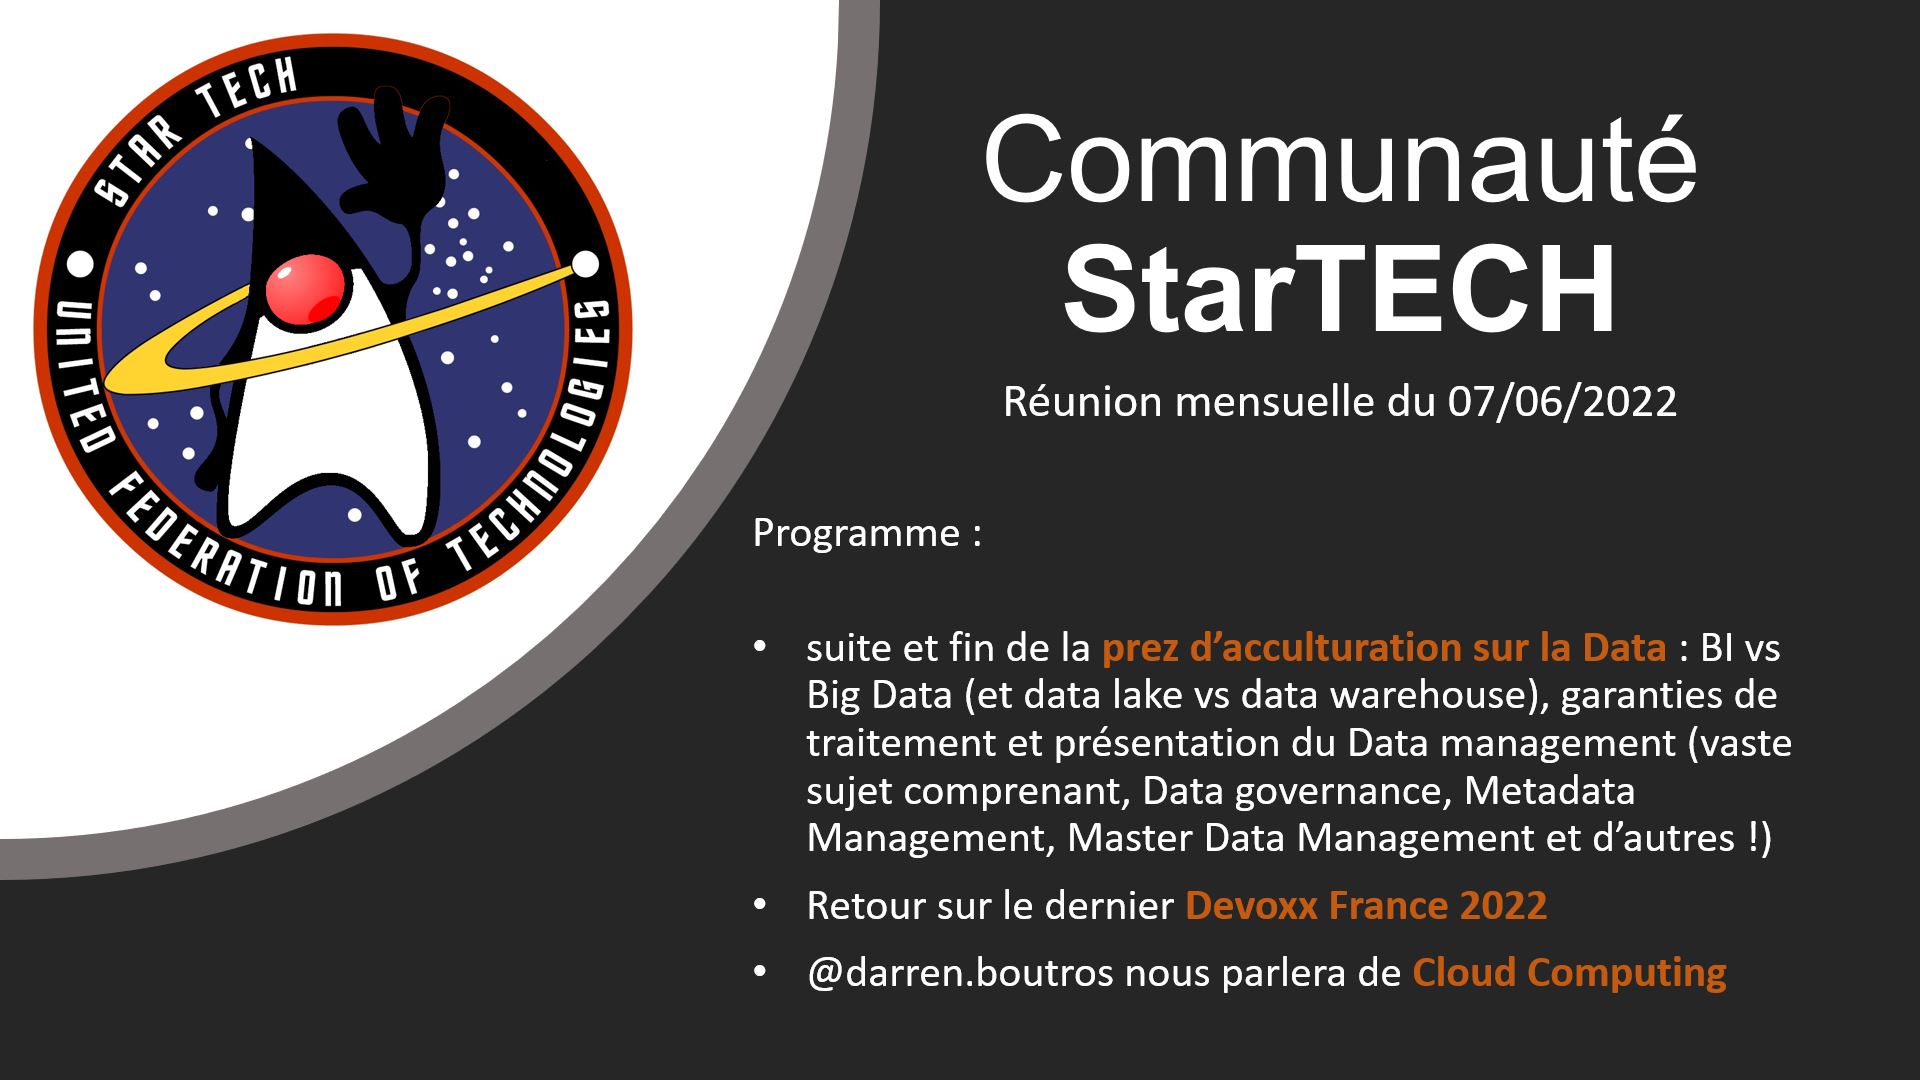 STAR TECH
UNITED FEDERATION OF TECHNOLOGIES
Communauté
StarTECH
Réunion mensuelle du 07/06/2022
Programme :
• suite et fin de la prez d’acculturation sur la Data : BI vs
Big Data (et data lake vs data warehouse), garanties de
traitement et présentation du Data management (vaste
sujet comprenant, Data governance, Metadata
Management, Master Data Management et d’autres !)
• Retour sur le dernier Devoxx France 2022
• @darren.boutros nous parlera de Cloud Computing